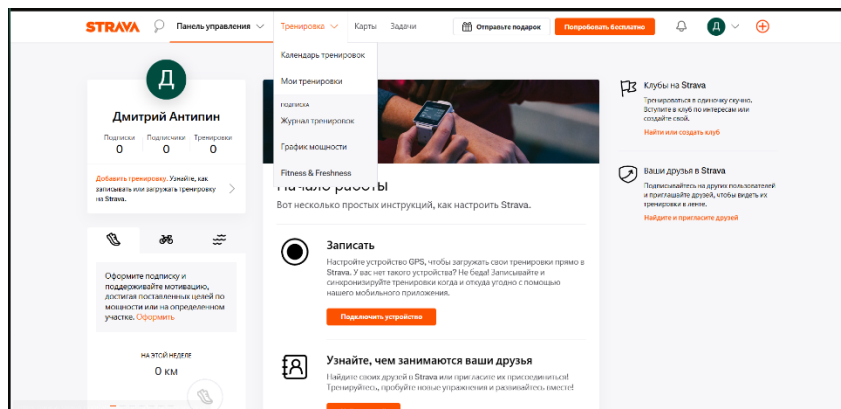 STRAVA Панель управления Тренировка Карты Задачи Отправьте подарок Попробовать бесплатно Д
Календарь тренировок
Мои тренировки
ПОДПИСКА
Журнал тренировок
График мощности
Fitness & Freshness
Д
Дмитрий Антипин
Подписки Подписчики Тренировки
0 0 0
Добавить тренировку. Узнайте, как
записывать или загружать тренировку
на Strava.
Оформите подписку и
поддерживайте мотивацию,
достигая поставленных целей по
мощности или на определенном
участке. Оформить
НА ЭТОЙ НЕДЕЛЕ
0 км
Начало работы
Вот несколько простых инструкций, как настроить Strava.
Записать
Настройте устройство GPS, чтобы загружать свои тренировки прямо в
Strava. У вас нет такого устройства? Не беда! Записывайте и
синхронизируйте тренировки когда и откуда угодно с помощью
нашего мобильного приложения.
Подключить устройство
Узнайте, чем занимаются ваши друзья
Найдите своих друзей в Strava или пригласите их присоединиться!
Тренируйтесь, пробуйте новые упражнения и развивайтесь вместе!
Клубы на Strava
Тренироваться в одиночку скучно.
Вступите в клуб по интересам или
создайте свой.
Найти или создать клуб
Ваши друзья в Strava
Подписывайтесь на других пользователей
и приглашайте друзей, чтобы видеть их
тренировки в ленте.
Найдите и пригласите друзей